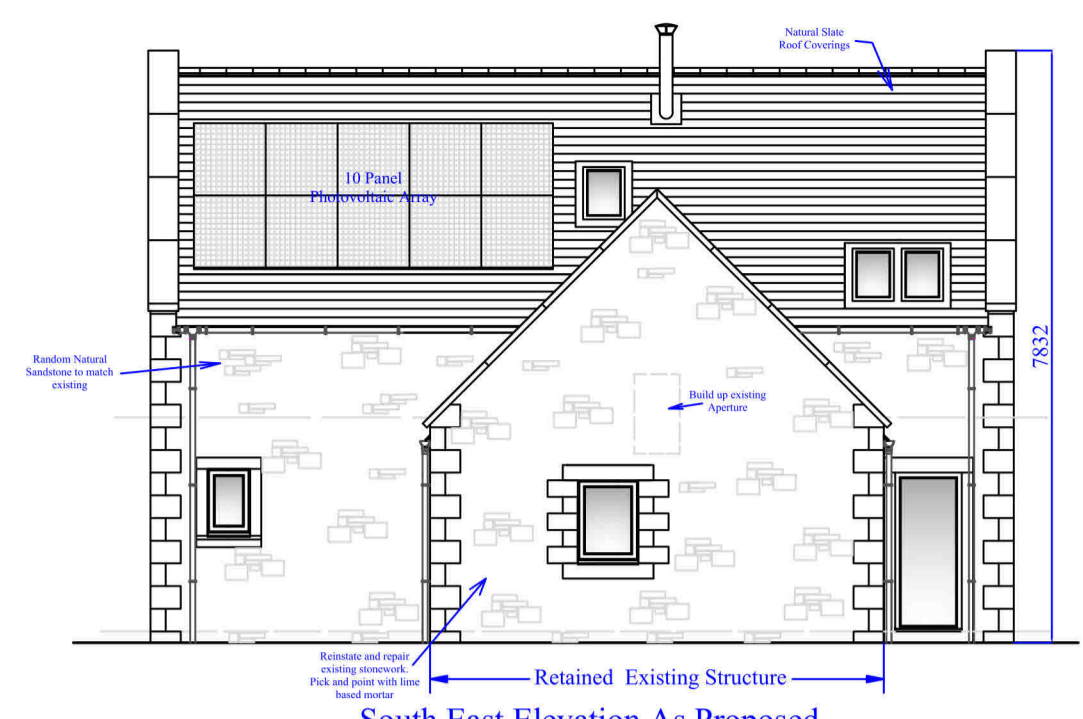 Natural Slate
Roof Coverings
10 Panel
Photovoltaic Array
7832
Random Natural
Sandstone to match
existing
Build up existing
Aperture
Reinstate and repair
existing stonework.
Pick and point with lime
based mortar
Retained Existing Structure
South East Elevation As Proposed